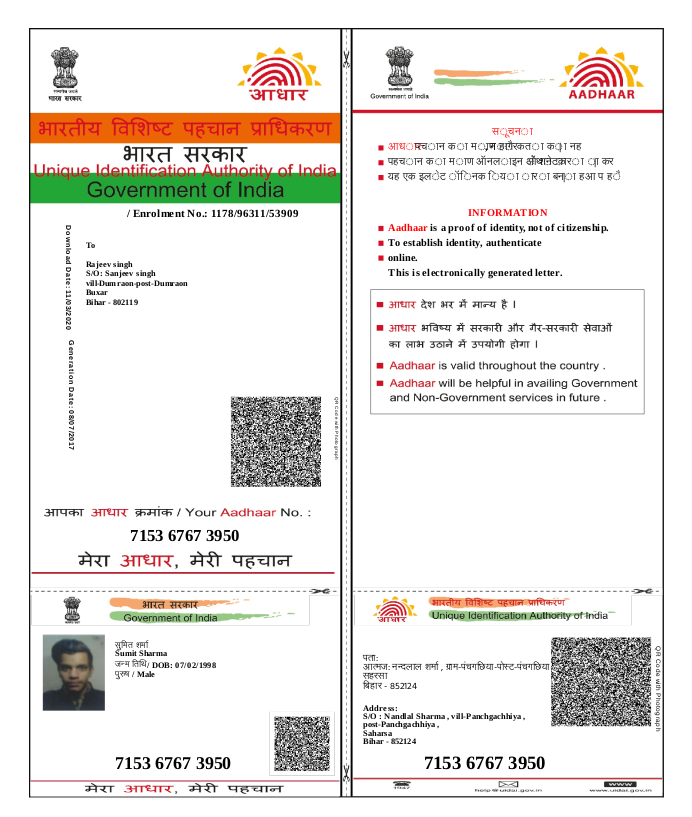 सत्यमेव जयते
भारत सरकार
आधार
भारतीय विशिष्ट पहचान प्राधिकरण
भारत सरकार
Unique Identification Authority of India
Government of India
/ Enrolment No.: 1178/96311/53909
Download Date: 11/03/2020 Generation Date: 08/07/2017
To
Rajeev singh
S/O: Sanjeev singh
vill-Dumraon-post-Dumraon
Buxar
Bihar - 802119
QR Code with Photograph
आपका आधार क्रमांक / Your Aadhaar No. :
7153 6767 3950
मेरा आधार, मेरी पहचान
भारत सरकार
Government of India
सुमित शर्मा
Sumit Sharma
जन्म तिथि/ DOB: 07/02/1998
पुरुष / Male
7153 6767 3950
मेरा आधार, मेरी पहचान
Government of India
AADHAAR
INFORMATION
Aadhaar is a proof of identity, not of citizenship.
To establish identity, authenticate
online.
This is electronically generated letter.
आधार देश भर में मान्य है ।
आधार भविष्य में सरकारी और गैर-सरकारी सेवाओं
का लाभ उठाने में उपयोगी होगा ।
Aadhaar is valid throughout the country .
Aadhaar will be helpful in availing Government
and Non-Government services in future .
भारतीय विशिष्ट पहचान प्राधिकरण
Unique Identification Authority of India
पता:
आत्मज: नन्दलाल शर्मा , ग्राम-पंचगछिया-पोस्ट-पंचगछिया
सहरसा
बिहार - 852124
Address:
S/O : Nandlal Sharma , vill-Panchgachhiya ,
post-Panchgachhiya ,
Saharsa
Bihar - 852124
QR Code with Photograph
7153 6767 3950
1947
help@uidai.gov.in
www
www.uidai.gov.in